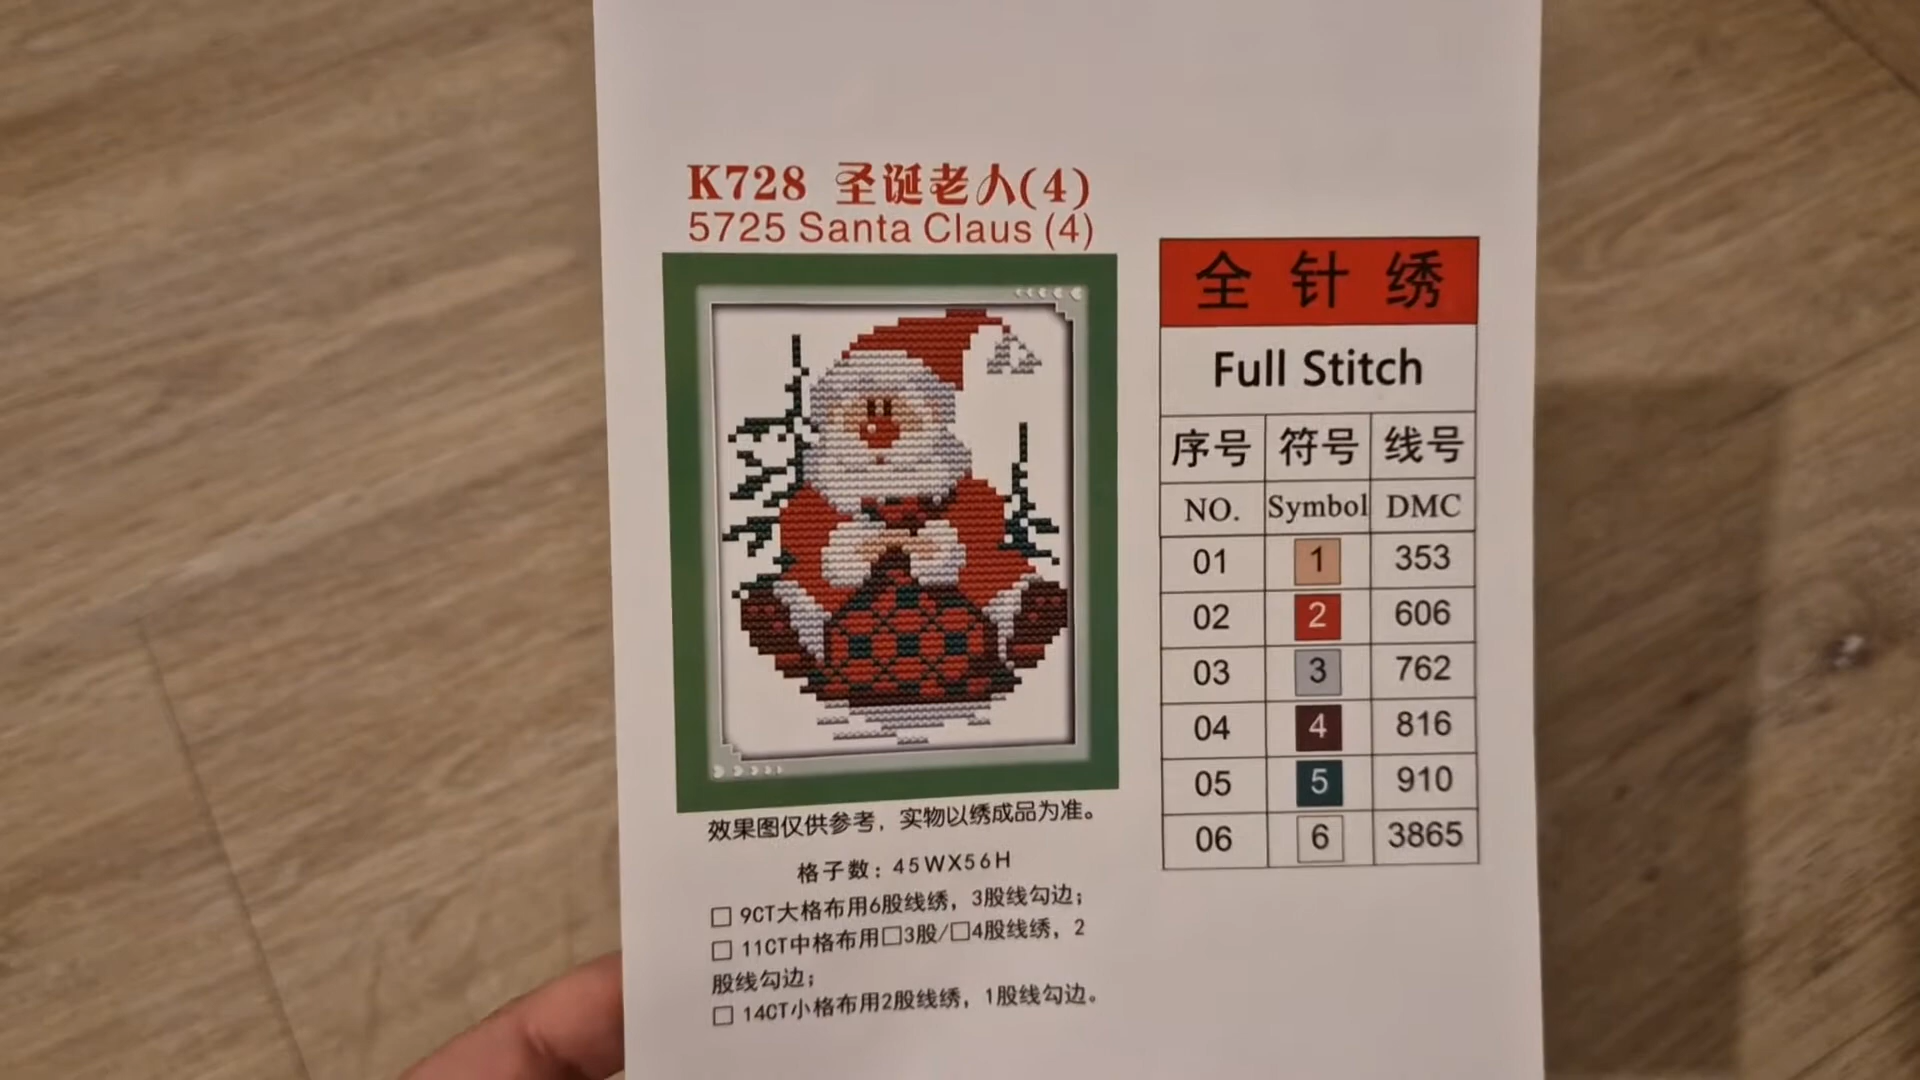 K728 圣诞老人(4)
5725 Santa Claus (4)
效果图仅供参考，实物以绣成品为准。
格子数：45WX56H
□ 9CT大格布用6股线绣，3股线勾边；
□ 11CT中格布用□3股/□4股线绣，2
股线勾边；
□ 14CT小格布用2股线绣，1股线勾边。
全 针 绣
Full Stitch
序号 符号 线号
NO. Symbol DMC
01 1 353
02 2 606
03 3 762
04 4 816
05 5 910
06 6 3865